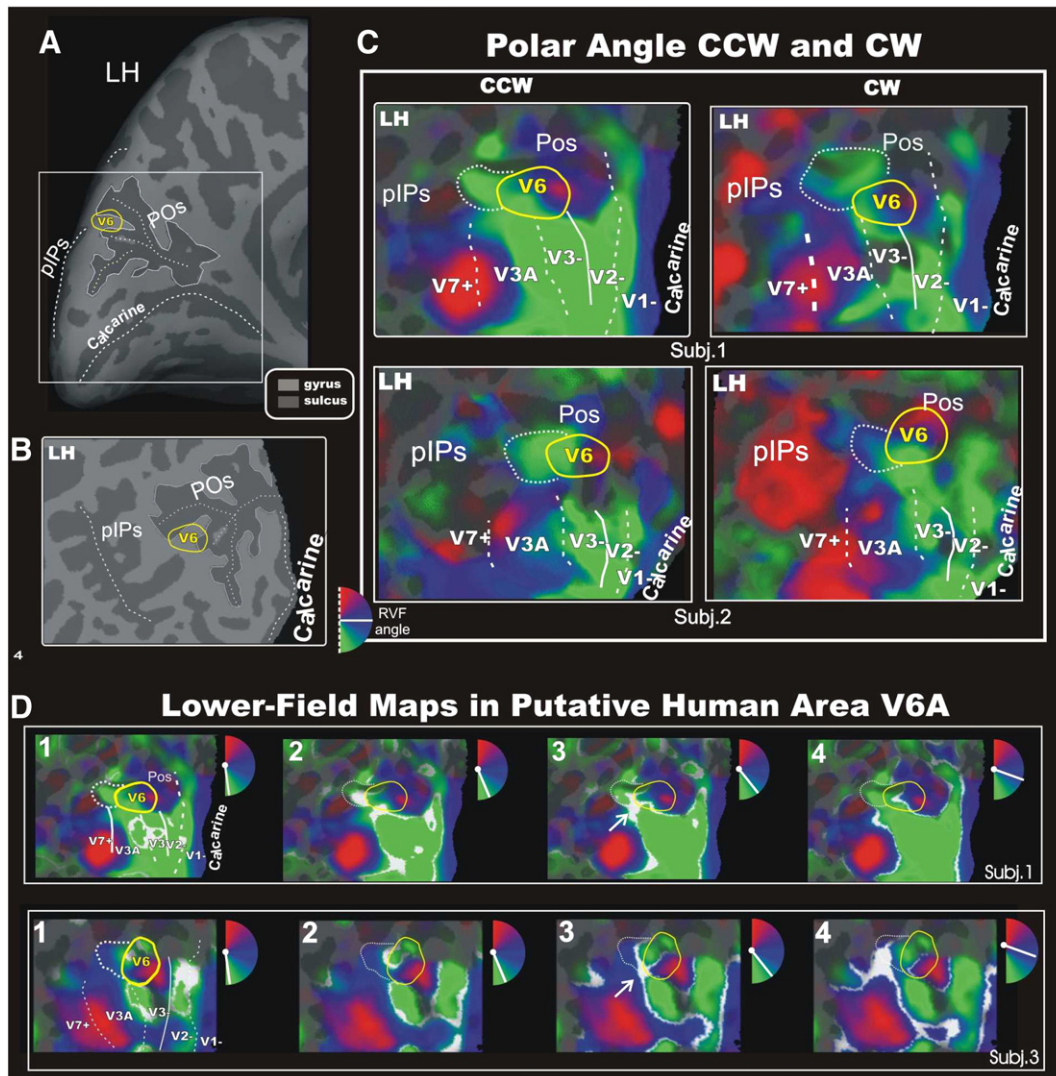 A
LH
V6
POs
pIPs
Calcarine
gyrus
sulcus
B
LH
POs
pIPs
V6
Calcarine
4
C
Polar Angle CCW and CW
CCW
CW
LH
Pos
V6
pIPs
V3-
V3A
V2-
V7+
V1-
Calcarine
LH
Pos
pIPs
V6
V3-
V3A
V2-
V7+
V1-
Calcarine
Subj.1
LH
Pos
pIPs
V6
V7+
V3A
V3-
V2-
V1-
Calcarine
LH
Pos
V6
pIPs
V7+
V3A
V3-
V2-
V1-
Calcarine
Subj.2
RVF
angle
D
Lower-Field Maps in Putative Human Area V6A
1
Pos
V6
V7+
V3A
V3-
V2-
V1-
Calcarine
2
3
4
Subj.1
1
V6
V7+
V3A
V3-
V2-
V1-
2
3
4
Subj.3